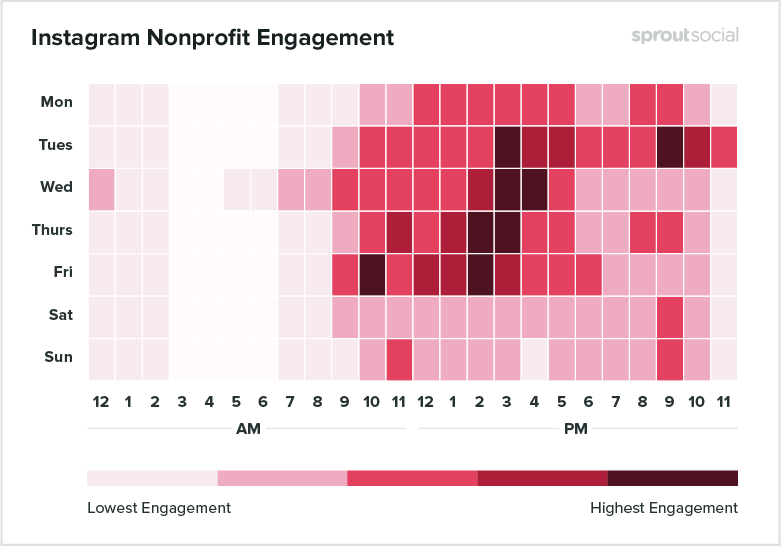 Instagram Nonprofit Engagement
sproutsocial
Mon
Tues
Wed
Thurs
Fri
Sat
Sun
12 1 2 3 4 5 6 7 8 9 10 11 12 1 2 3 4 5 6 7 8 9 10 11
AM PM
Lowest Engagement Highest Engagement